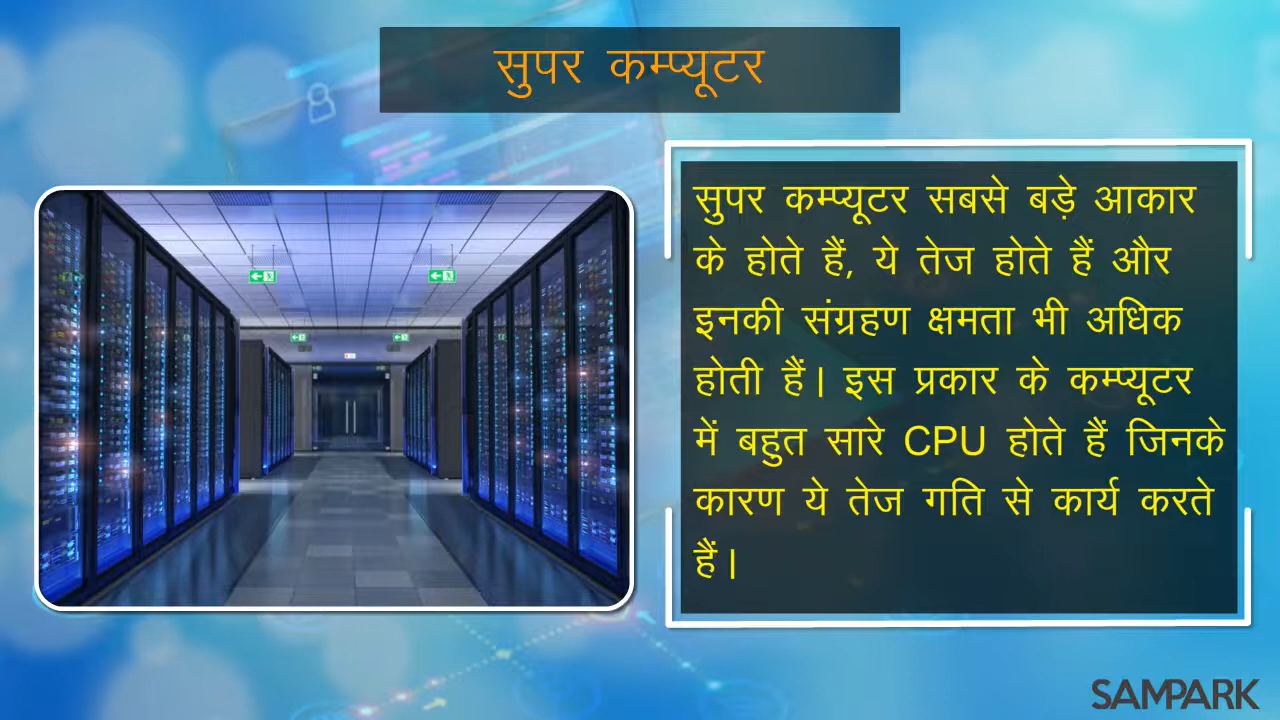 सुपर कम्प्यूटर
सुपर कम्प्यूटर सबसे बड़े आकार
के होते हैं, ये तेज होते हैं और
इनकी संग्रहण क्षमता भी अधिक
होती हैं। इस प्रकार के कम्प्यूटर
में बहुत सारे CPU होते हैं जिनके
कारण ये तेज गति से कार्य करते
हैं।
SAMPARK